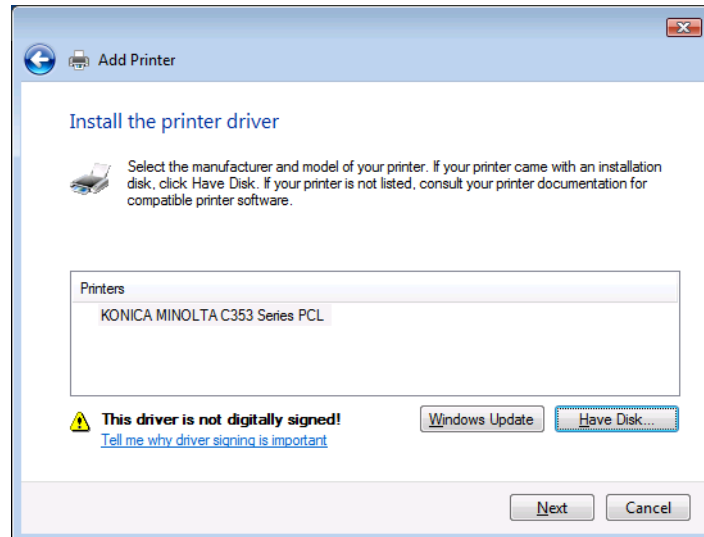 Add Printer
Install the printer driver
Select the manufacturer and model of your printer. If your printer came with an installation
disk, click Have Disk. If your printer is not listed, consult your printer documentation for
compatible printer software.
Printers
KONICA MINOLTA C353 Series PCL
This driver is not digitally signed!
Tell me why driver signing is important
Windows Update
Have Disk...
Next
Cancel